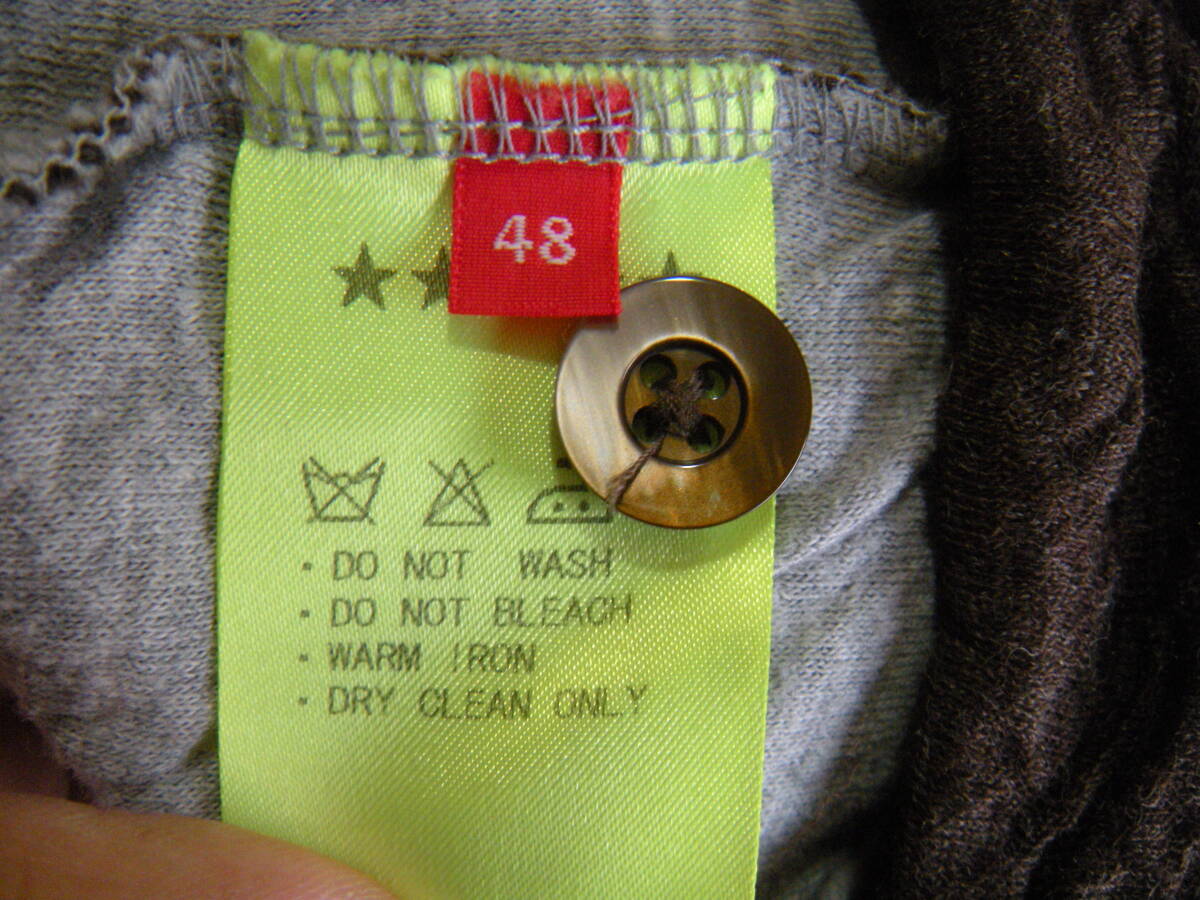 48
· DO NOT WASH
· DO NOT BLEACH
· WARM IRON
· DRY CLEAN ONLY